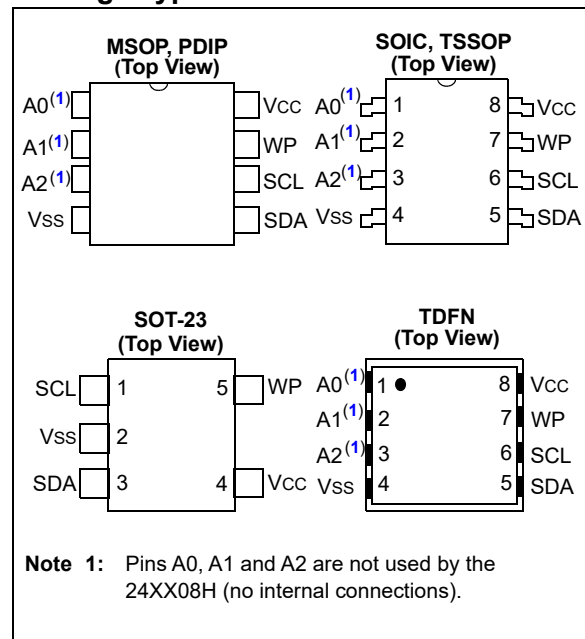 MSOP, PDIP
(Top View)
A0(1) VCC
A1(1) WP
A2(1) SCL
VSS SDA
SOIC, TSSOP
(Top View)
A0(1) 1 8 VCC
A1(1) 2 7 WP
A2(1) 3 6 SCL
VSS 4 5 SDA
SOT-23
(Top View)
SCL 1 5 WP
VSS 2
SDA 3 4 VCC
TDFN
(Top View)
A0(1) 1 8 VCC
A1(1) 2 7 WP
A2(1) 3 6 SCL
VSS 4 5 SDA
Note 1: Pins A0, A1 and A2 are not used by the
24XX08H (no internal connections).